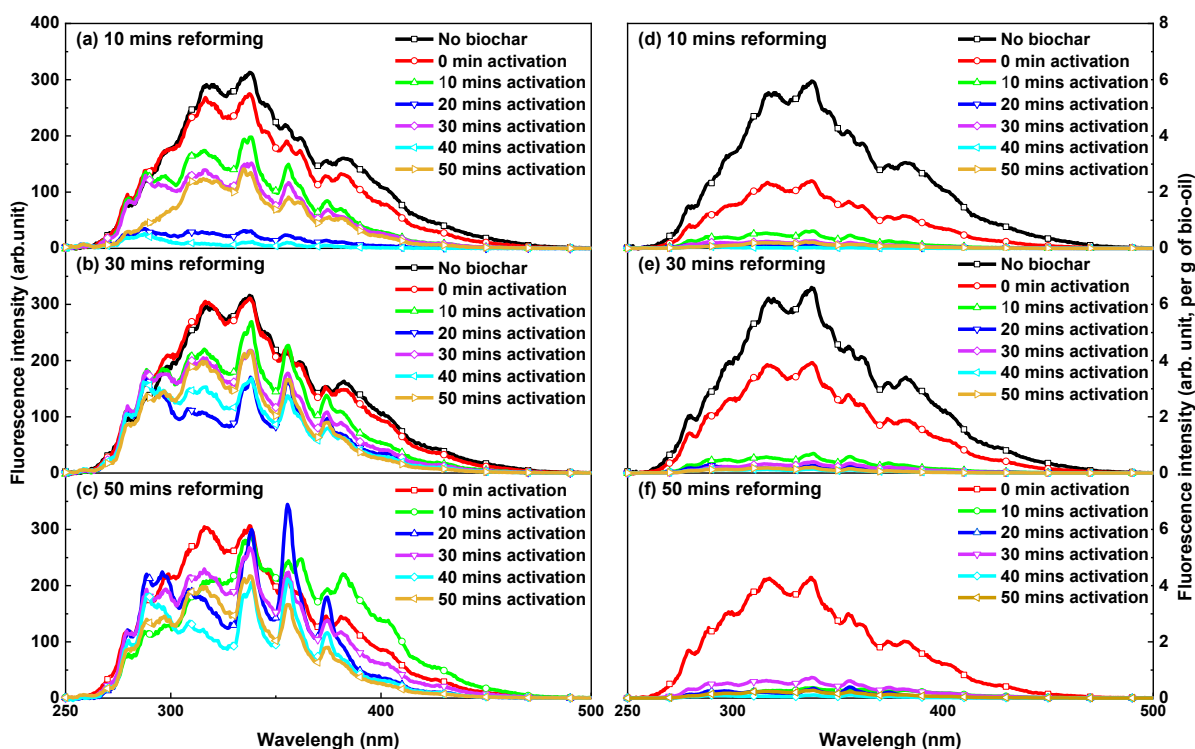 Fluorescence intensity (arb.unit)
400
300
200
100
0
(a) 10 mins reforming
No biochar
0 min activation
10 mins activation
20 mins activation
30 mins activation
40 mins activation
50 mins activation
300
200
100
0
(b) 30 mins reforming
No biochar
0 min activation
10 mins activation
20 mins activation
30 mins activation
40 mins activation
50 mins activation
300
200
100
0
(c) 50 mins reforming
0 min activation
10 mins activation
20 mins activation
30 mins activation
40 mins activation
50 mins activation
250 300 400 500
Wavelengh (nm)
(d) 10 mins reforming
No biochar
0 min activation
10 mins activation
20 mins activation
30 mins activation
40 mins activation
50 mins activation
8
6
4
2
0
(e) 30 mins reforming
No biochar
0 min activation
10 mins activation
20 mins activation
30 mins activation
40 mins activation
50 mins activation
6
4
2
0
(f) 50 mins reforming
0 min activation
10 mins activation
20 mins activation
30 mins activation
40 mins activation
50 mins activation
6
4
2
0
250 300 400 500
Wavelengh (nm)
Fluorescence intensity (arb. unit, per g of bio-oil)